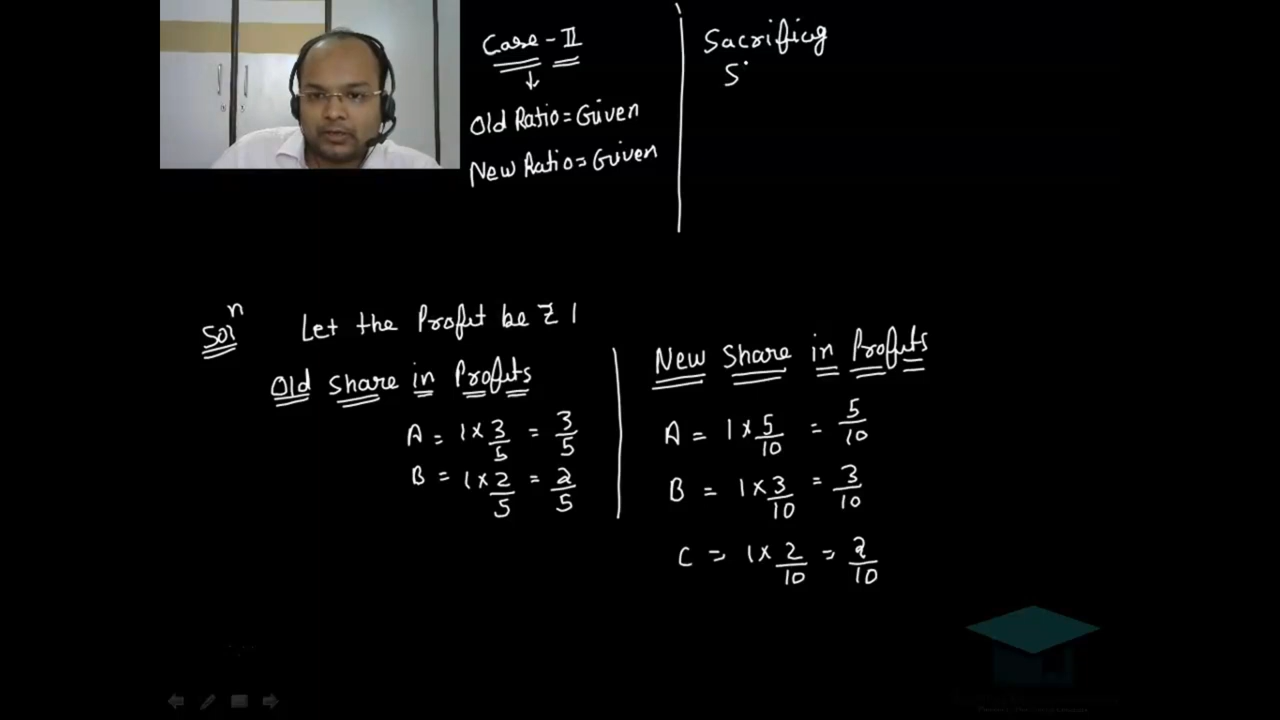 Case - II
Old Ratio = Given
New Ratio = Given
Sacrificg
S
Solⁿ Let the Profit be ₹ 1
Old Share in Profits
A = 1 × 3/5 = 3/5
B = 1 × 2/5 = 2/5
New Share in Profits
A = 1 × 5/10 = 5/10
B = 1 × 3/10 = 3/10
C = 1 × 2/10 = 2/10